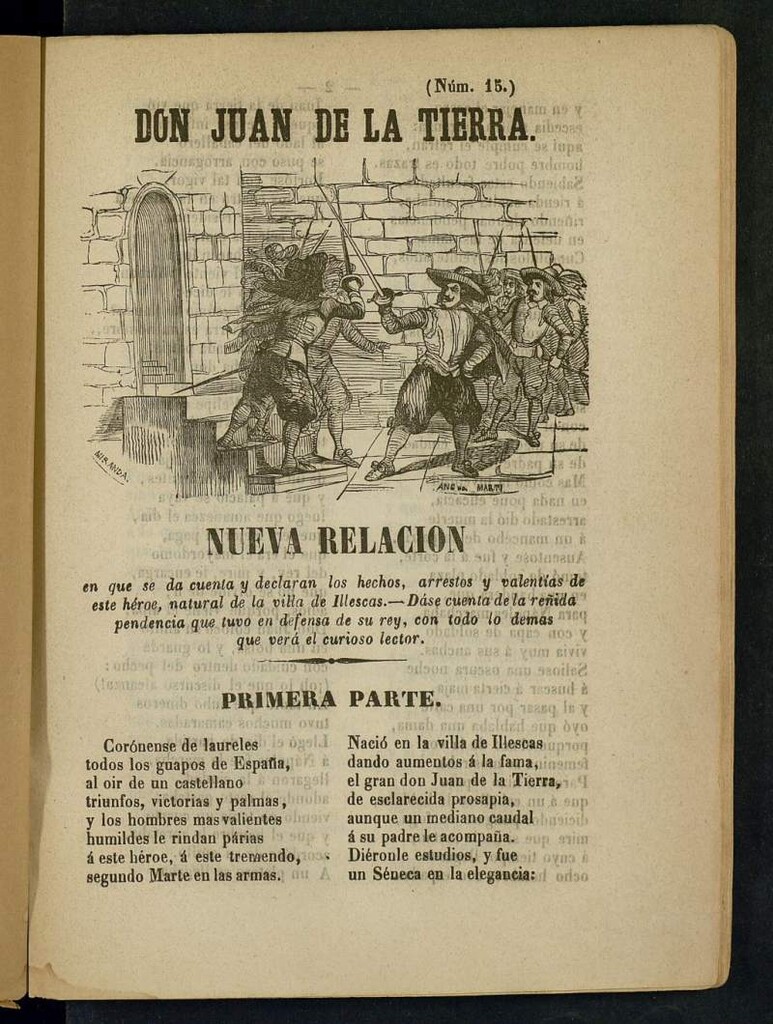 (Núm. 15.)
DON JUAN DE LA TIERRA.
MIRANDA.
MARTI
NUEVA RELACION
en que se da cuenta y declaran los hechos, arrestos y valentías de
este héroe, natural de la villa de Illescas.—Dáse cuenta de la reñida
pendencia que tuvo en defensa de su rey, con todo lo demas
que verá el curioso lector.
PRIMERA PARTE.
Corónense de laureles
todos los guapos de España,
al oir de un castellano
triunfos, victorias y palmas,
y los hombres mas valientes
humildes le rindan párias
á este héroe, á este tremendo,
segundo Marte en las armas.
Nació en la villa de Illescas
dando aumentos á la fama,
el gran don Juan de la Tierra,
de esclarecida prosapia,
aunque un mediano caudal
á su padre le acompaña.
Diéronle estudios, y fue
un Séneca en la elegancia: